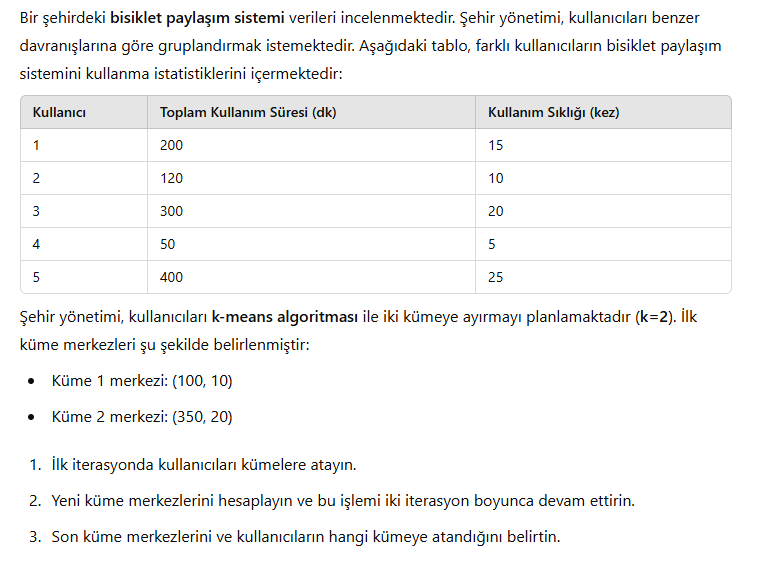 Bir şehirdeki bisiklet paylaşım sistemi verileri incelenmektedir. Şehir yönetimi, kullanıcıları benzer
davranışlarına göre gruplandırmak istemektedir. Aşağıdaki tablo, farklı kullanıcıların bisiklet paylaşım
sistemini kullanma istatistiklerini içermektedir:
Kullanıcı Toplam Kullanım Süresi (dk) Kullanım Sıklığı (kez)
1 200 15
2 120 10
3 300 20
4 50 5
5 400 25
Şehir yönetimi, kullanıcıları k-means algoritması ile iki kümeye ayırmayı planlamaktadır (k=2). İlk
küme merkezleri şu şekilde belirlenmiştir:
• Küme 1 merkezi: (100, 10)
• Küme 2 merkezi: (350, 20)
1. İlk iterasyonda kullanıcıları kümelere atayın.
2. Yeni küme merkezlerini hesaplayın ve bu işlemi iki iterasyon boyunca devam ettirin.
3. Son küme merkezlerini ve kullanıcıların hangi kümeye atandığını belirtin.